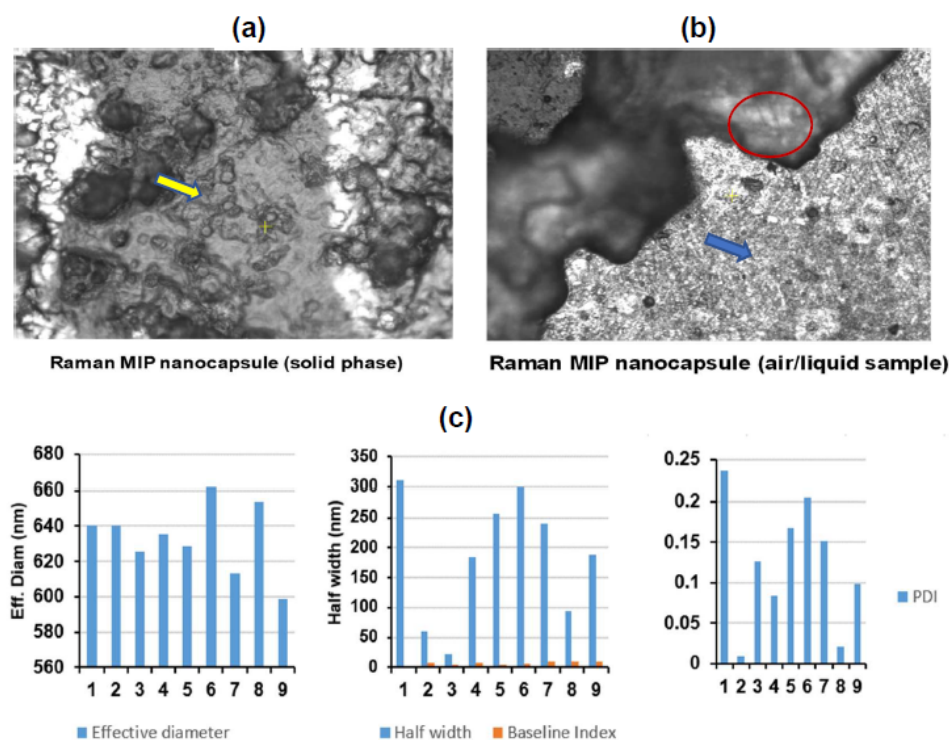 (a)
(b)
Raman MIP nanocapsule (solid phase)
Raman MIP nanocapsule (air/liquid sample)
(c)
680
660
640
620
600
580
560
Eff. Diam (nm)
1 2 3 4 5 6 7 8 9
Effective diameter
350
300
250
200
150
100
50
0
Half width (nm)
1 2 3 4 5 6 7 8 9
Half width
Baseline Index
0.25
0.2
0.15
0.1
0.05
0
1 2 3 4 5 6 7 8 9
PDI